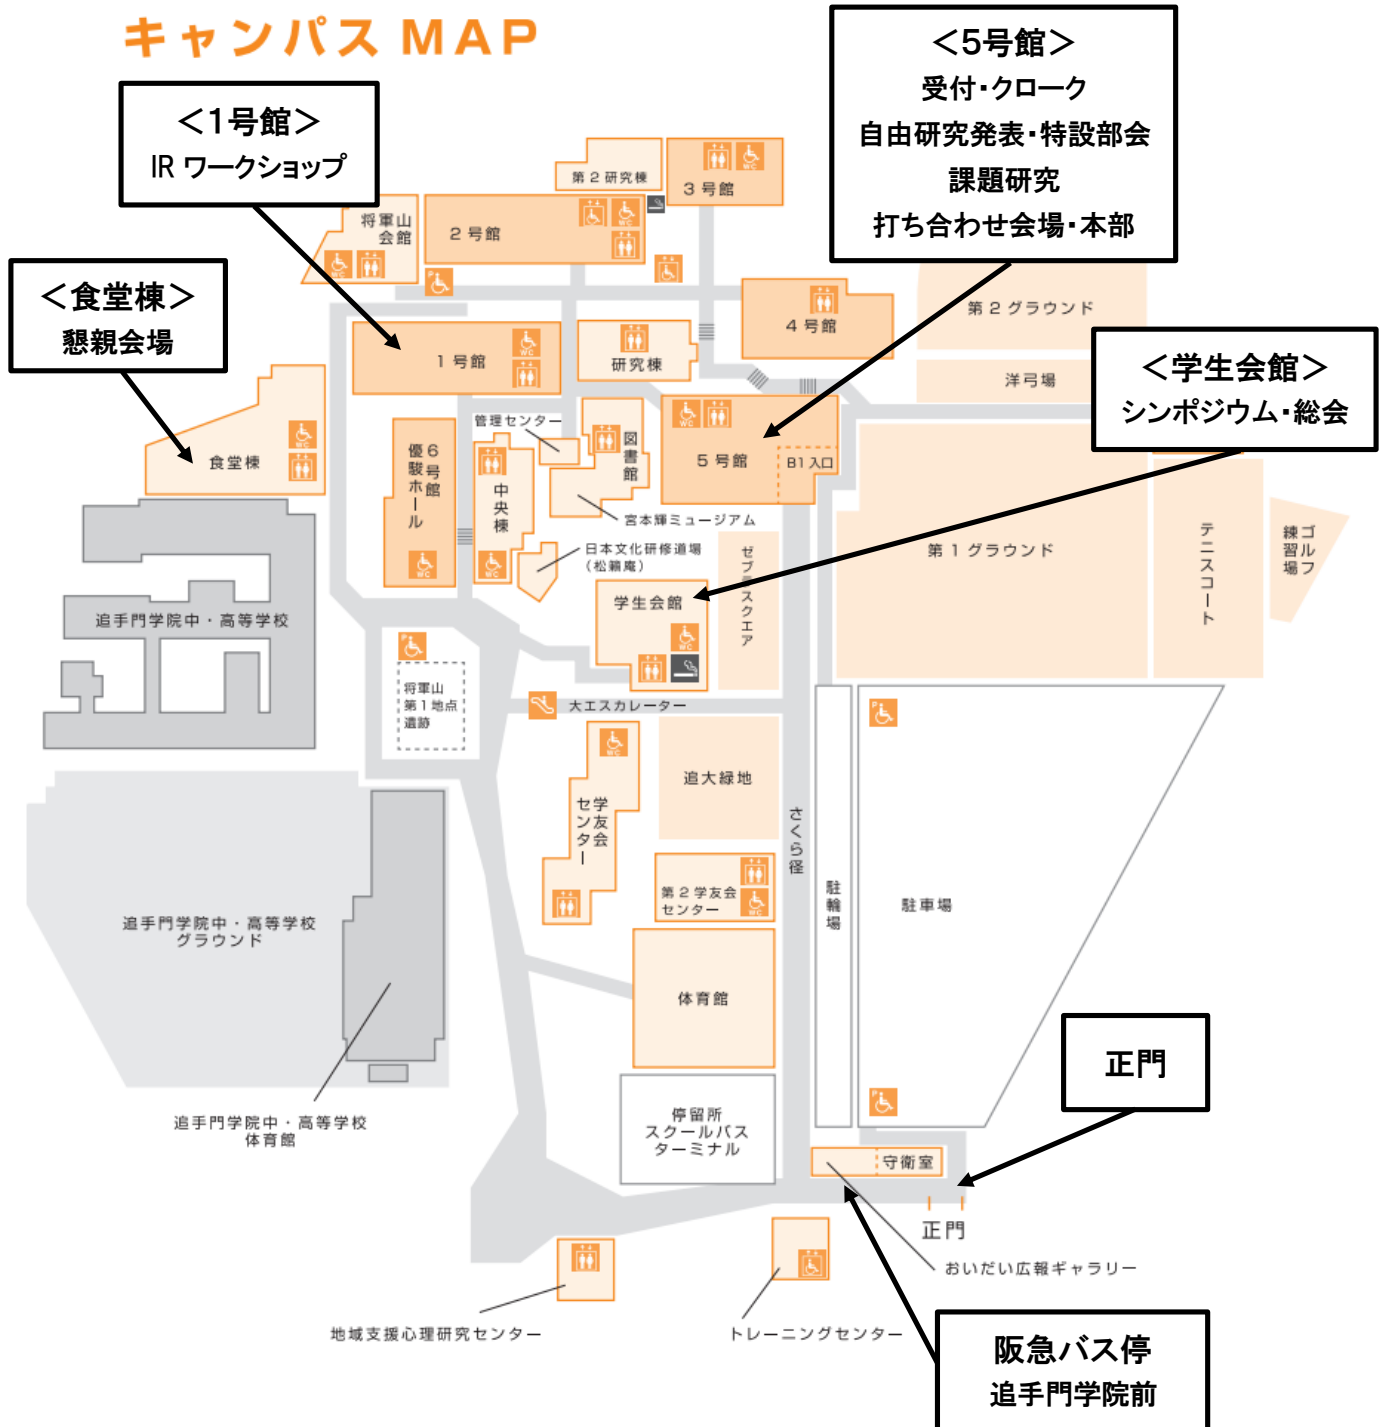 キャンパス MAP
＜5号館＞
受付・クローク
自由研究発表・特設部会
課題研究
打ち合わせ会場・本部
＜1号館＞
IR ワークショップ
＜食堂棟＞
懇親会場
＜学生会館＞
シンポジウム・総会
第２研究棟
３号館
将軍山
会館
２号館
WC
WC
WC
P
４号館
第２グラウンド
１号館
WC
研究棟
洋弓場
管理センター
図書館
WC
５号館
B1入口
食堂棟
WC
６号館
優駿ホール
WC
中央棟
WC
宮本輝ミュージアム
日本文化研修道場
（松籟庵）
ゼブラスクエア
第１グラウンド
テニスコート
ゴルフ
練習場
学生会館
WC
追手門学院中・高等学校
P
将軍山
第１地点
遺跡
大エスカレーター
P
WC
学友会
センター
追大緑地
さくら径
第２学友会
センター
WC
駐輪場
駐車場
追手門学院中・高等学校
グラウンド
体育館
P
正門
追手門学院中・高等学校
体育館
停留所
スクールバス
ターミナル
守衛室
正門
おいだい広報ギャラリー
地域支援心理研究センター
トレーニングセンター
阪急バス停
追手門学院前